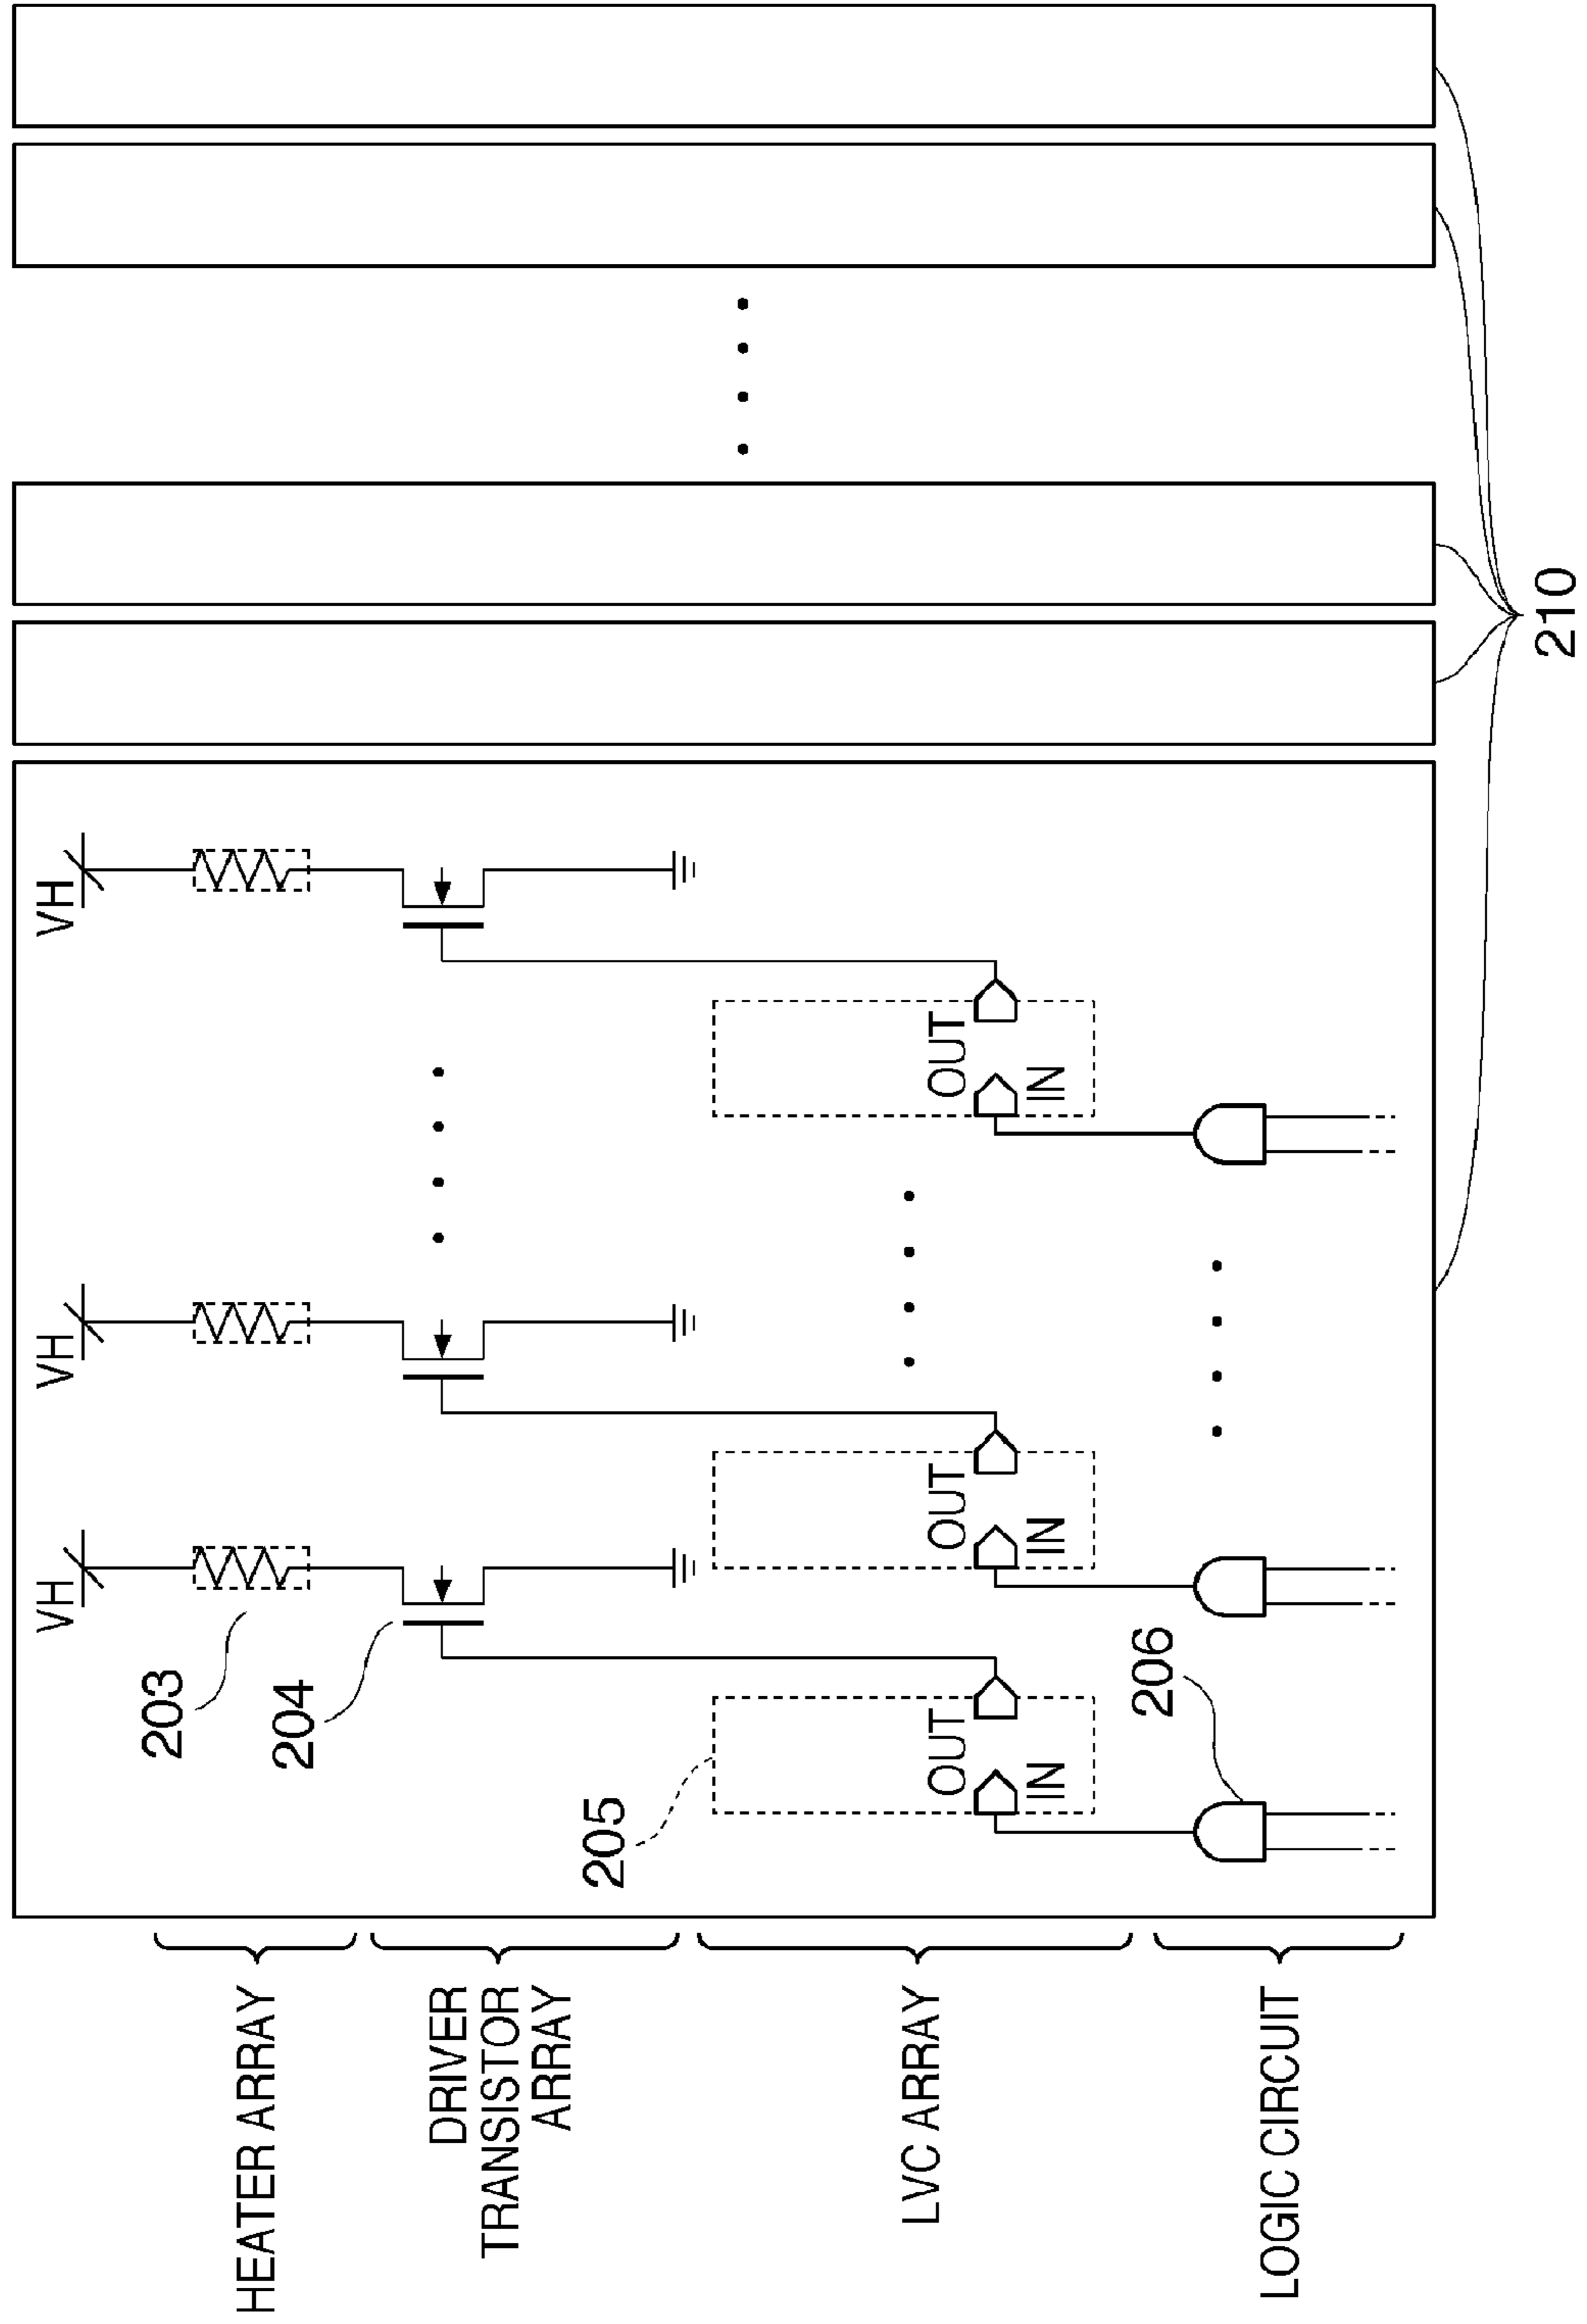 HEATER ARRAY
DRIVER
TRANSISTOR
ARRAY
LVC ARRAY
LOGIC CIRCUIT
VH
VH
VH
203
204
205
OUT
IN
OUT
IN
OUT
IN
206
210